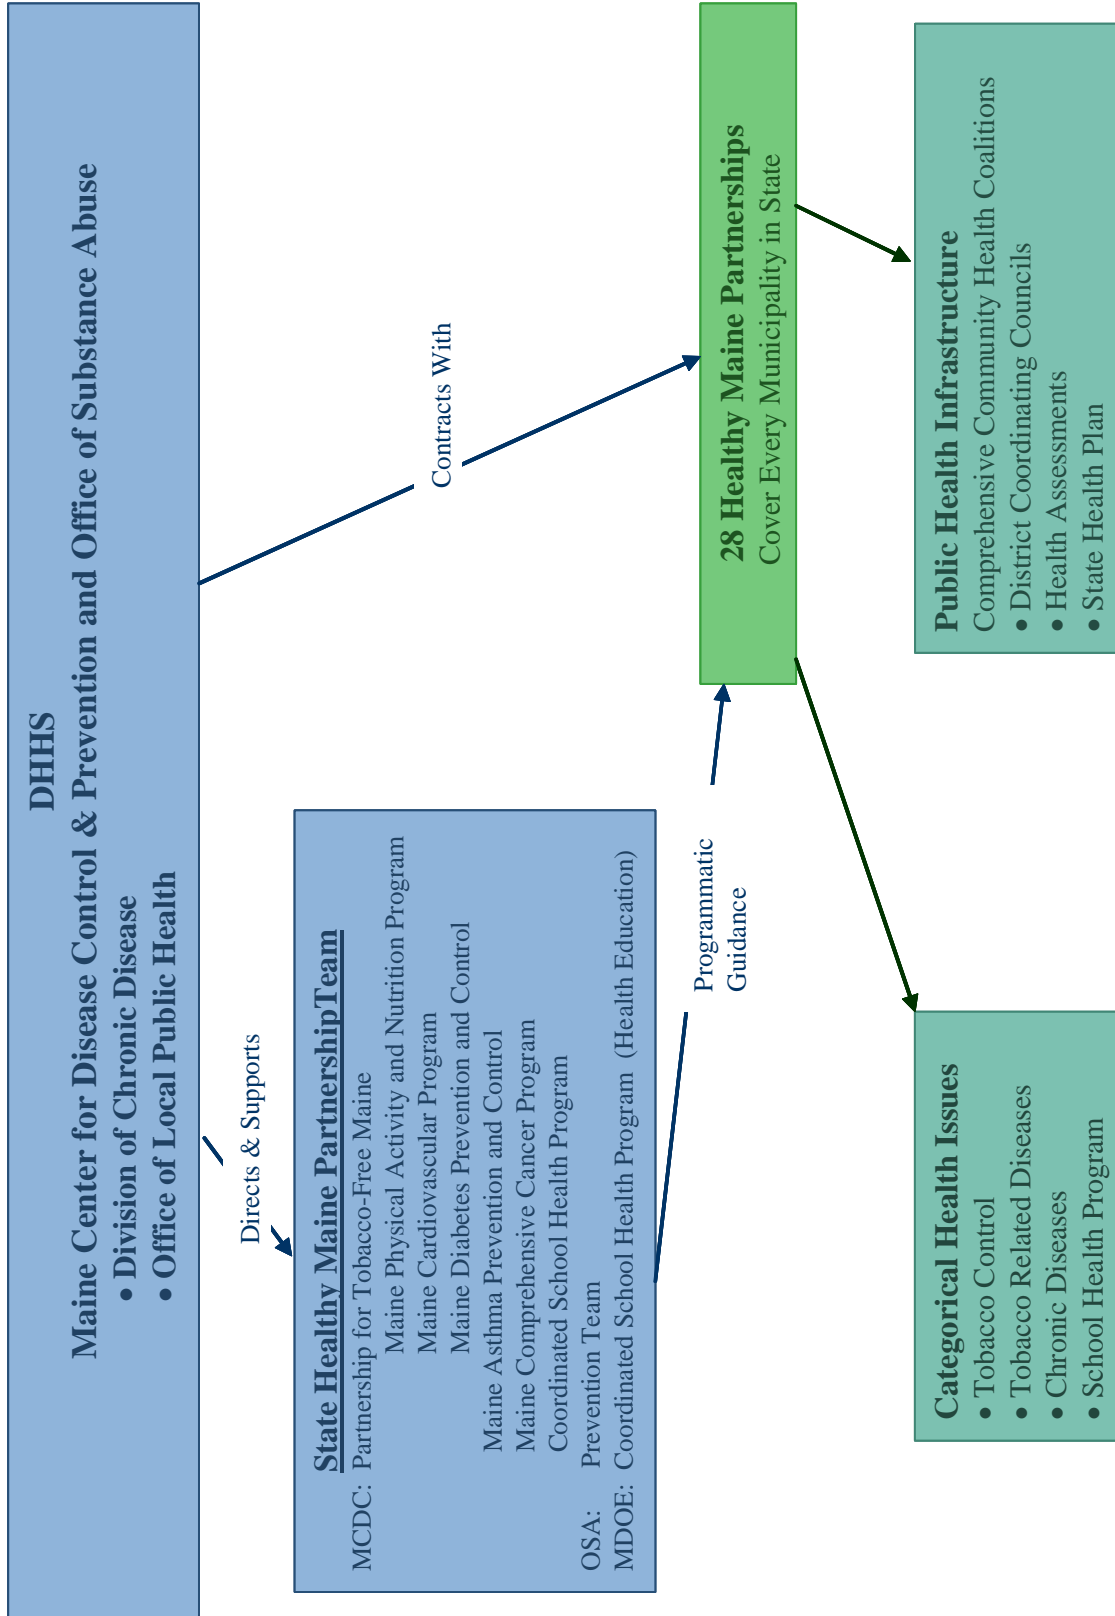 DHHS
Maine Center for Disease Control & Prevention and Office of Substance Abuse
• Division of Chronic Disease
• Office of Local Public Health
Directs & Supports
Contracts With
State Healthy Maine PartnershipTeam
MCDC: Partnership for Tobacco-Free Maine
Maine Physical Activity and Nutrition Program
Maine Cardiovascular Program
Maine Diabetes Prevention and Control
Maine Asthma Prevention and Control
Maine Comprehensive Cancer Program
Coordinated School Health Program
OSA: Prevention Team
MDOE: Coordinated School Health Program (Health Education)
Programmatic
Guidance
28 Healthy Maine Partnerships
Cover Every Municipality in State
Categorical Health Issues
• Tobacco Control
• Tobacco Related Diseases
• Chronic Diseases
• School Health Program
Public Health Infrastructure
Comprehensive Community Health Coalitions
• District Coordinating Councils
• Health Assessments
• State Health Plan